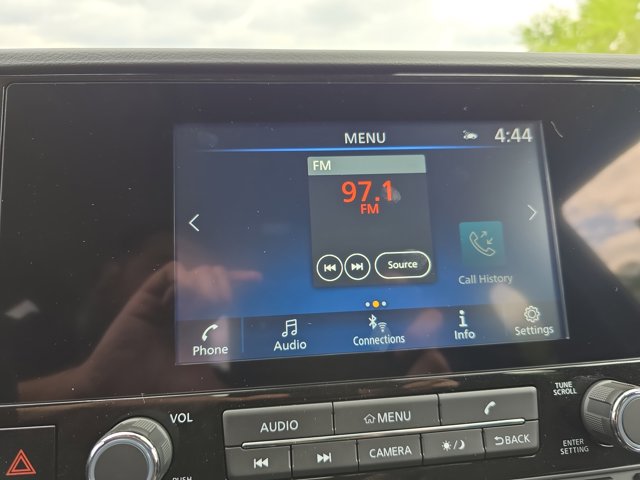 MENU 4:44
FM
97.1
FM
Source
Call History
Phone Audio Connections Info Settings
VOL
TUNE
SCROLL
AUDIO MENU
CAMERA BACK
ENTER
SETTING
PUSH